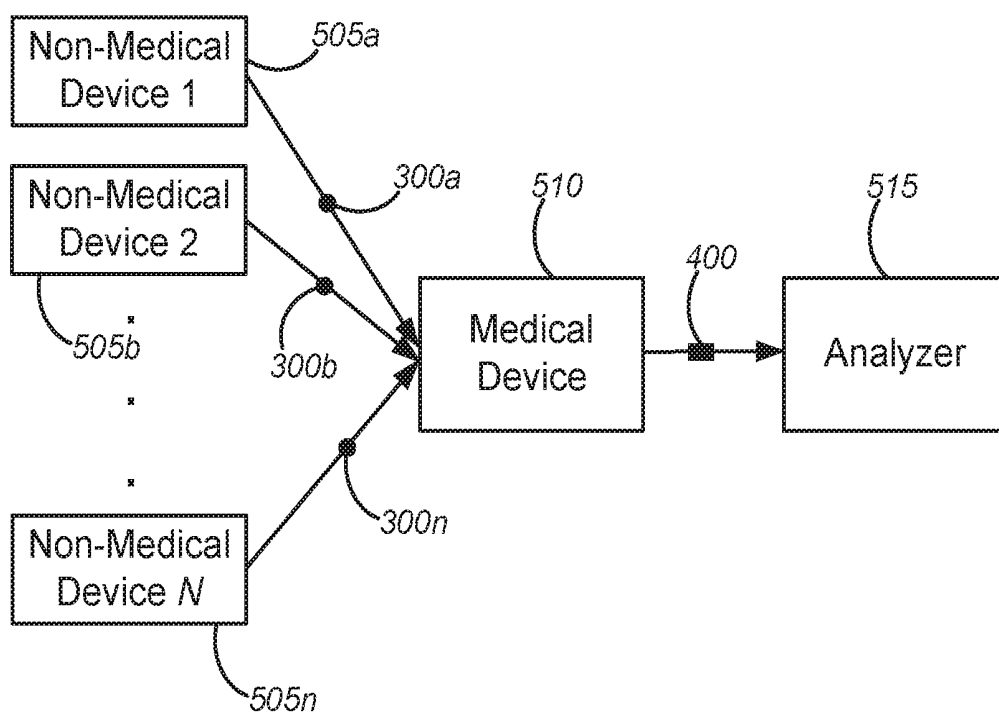 Non-Medical
Device 1
505a
300a
Non-Medical
Device 2
505b
300b
510
Medical
Device
400
515
Analyzer
300n
Non-Medical
Device N
505n